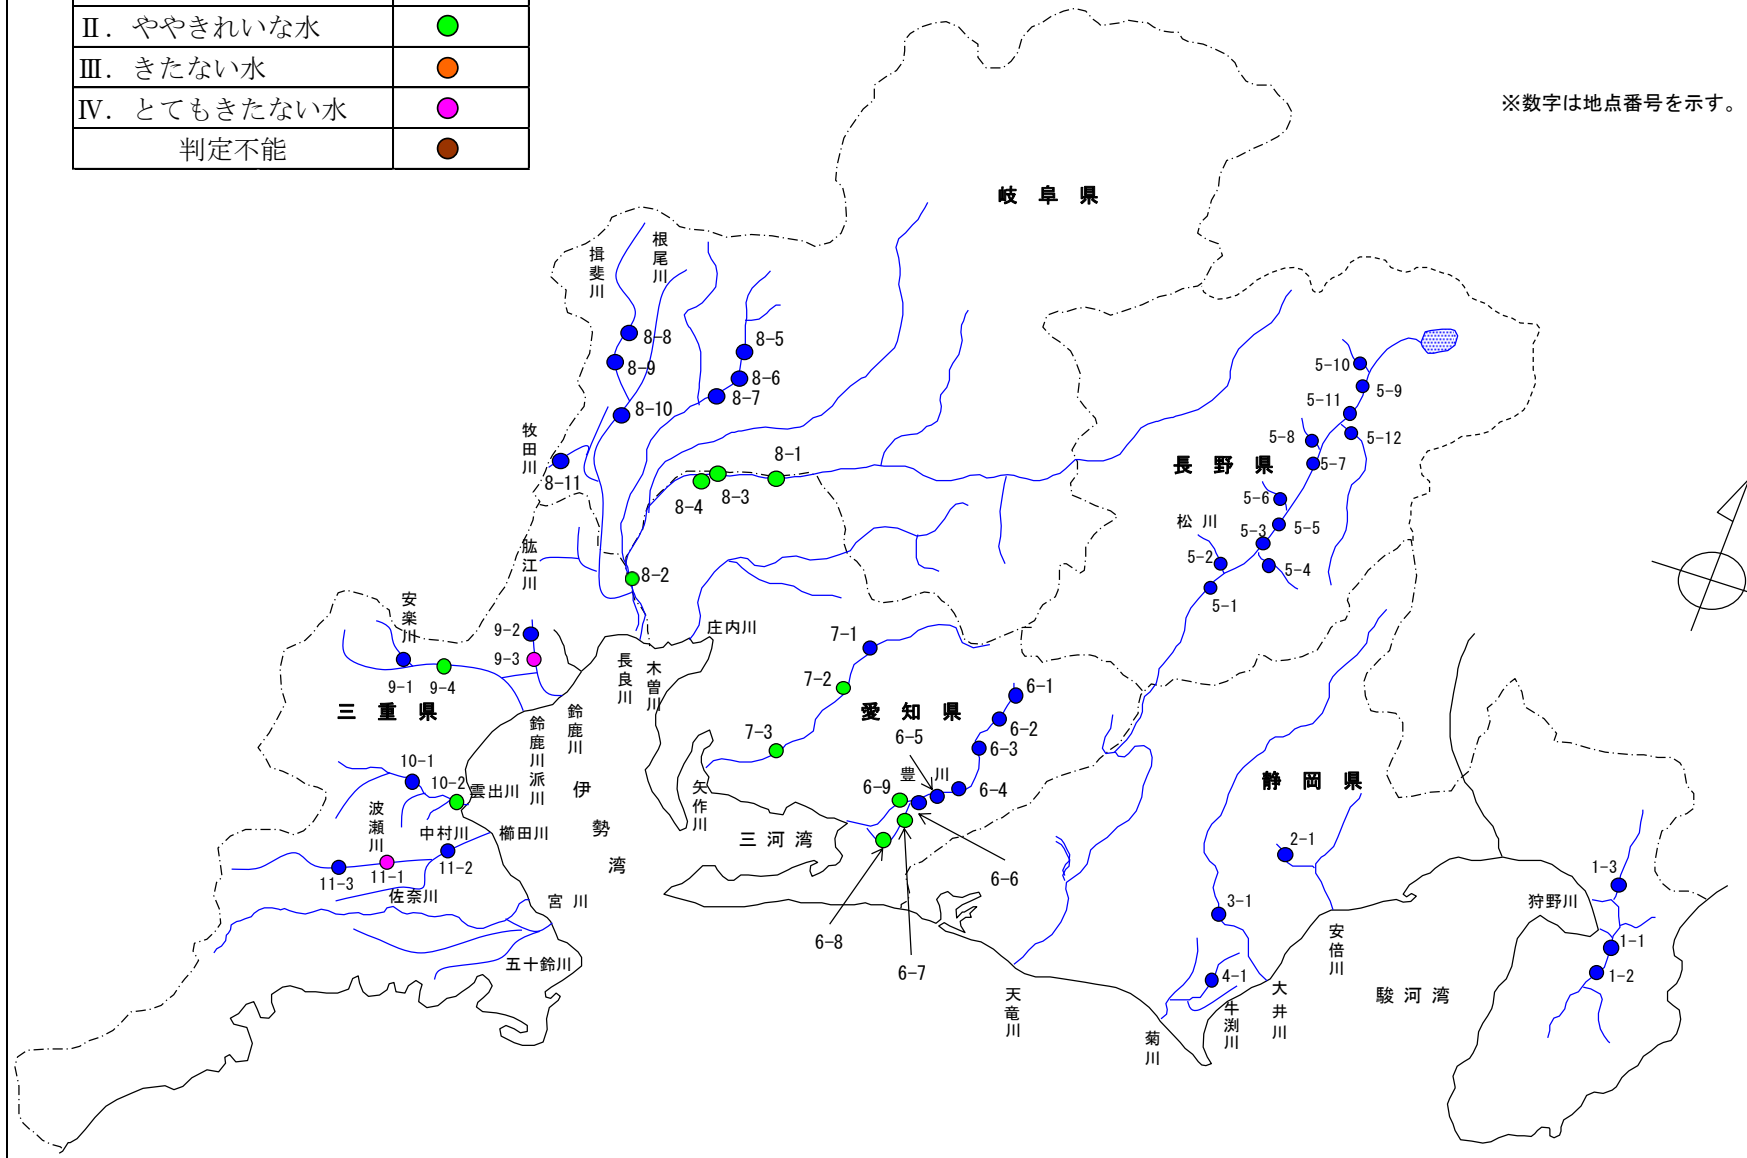 Ⅱ．ややきれいな水
Ⅲ．きたない水
Ⅳ．とてもきたない水
判定不能
※数字は地点番号を示す。
岐阜県
揖斐川
根尾川
8-8
8-9
8-10
8-5
8-6
8-7
牧田川
8-11
8-1
8-3
8-4
8-2
肱江川
長野県
5-10
5-9
5-11
5-12
5-8
5-7
5-6
5-5
5-3
5-4
松川
5-2
5-1
安楽川
9-2
9-3
9-1
9-4
三重県
庄内川
長良川
木曽川
鈴鹿川
鈴鹿川派川
7-1
7-2
7-3
愛知県
6-1
6-2
6-3
6-4
6-5
豊川
6-9
6-6
6-7
6-8
矢作川
三河湾
伊勢湾
10-1
10-2
雲出川
波瀬川
中村川
櫛田川
11-3
11-1
11-2
佐奈川
宮川
五十鈴川
静岡県
2-1
3-1
4-1
安倍川
大井川
牛渕川
菊川
天竜川
駿河湾
狩野川
1-3
1-1
1-2